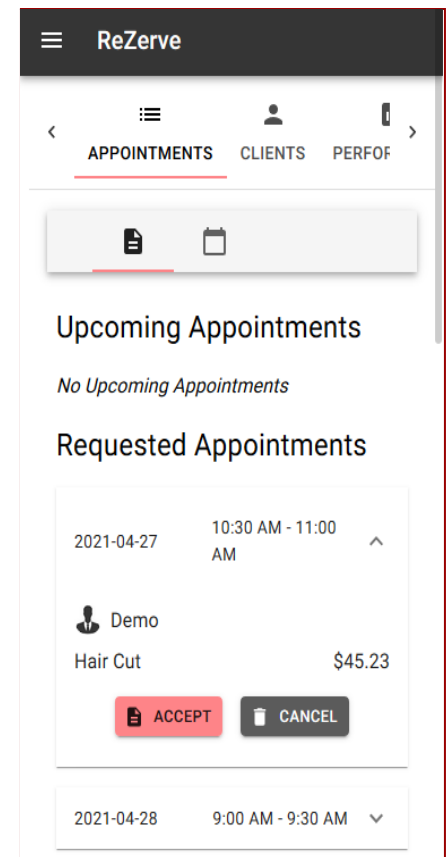 ReZerve
APPOINTMENTS CLIENTS PERFOR
Upcoming Appointments
No Upcoming Appointments
Requested Appointments
2021-04-27 10:30 AM - 11:00
AM
Demo
Hair Cut $45.23
ACCEPT CANCEL
2021-04-28 9:00 AM - 9:30 AM